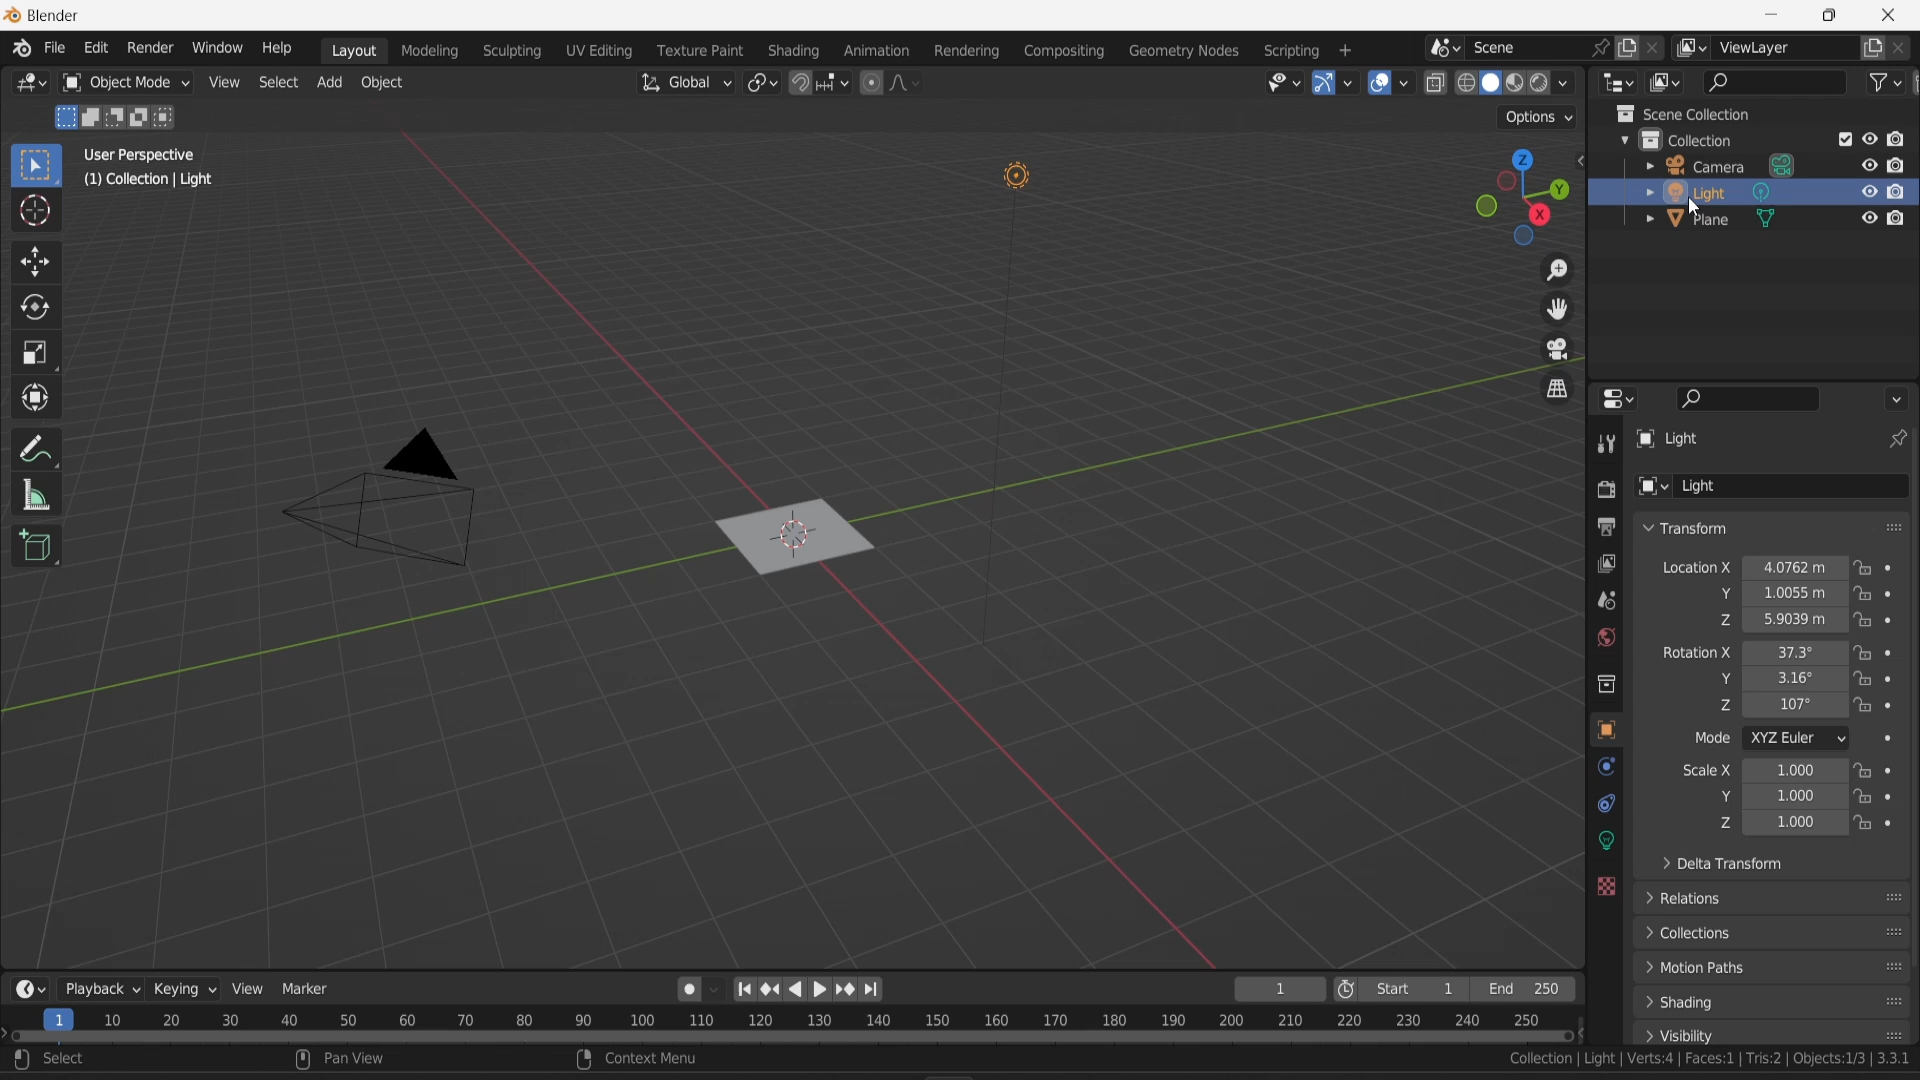 Blender
File Edit Render Window Help Layout Modeling Sculpting UV Editing Texture Paint Shading Animation Rendering Compositing Geometry Nodes Scripting + Scene ViewLayer
Object Mode View Select Add Object Global
Options
User Perspective
(1) Collection | Light
Z
Y
X
Scene Collection
Collection
Camera
Light
Plane
Light
Light
Transform
Location X 4.0762 m
Y 1.0055 m
Z 5.9039 m
Rotation X 37.3°
Y 3.16°
Z 107°
Mode XYZ Euler
Scale X 1.000
Y 1.000
Z 1.000
Delta Transform
Relations
Collections
Motion Paths
Shading
Visibility
Playback Keying View Marker 1 Start 1 End 250
1 10 20 30 40 50 60 70 80 90 100 110 120 130 140 150 160 170 180 190 200 210 220 230 240 250
Select Pan View Context Menu Collection | Light | Verts:4 | Faces:1 | Tris:2 | Objects:1/3 | 3.3.1